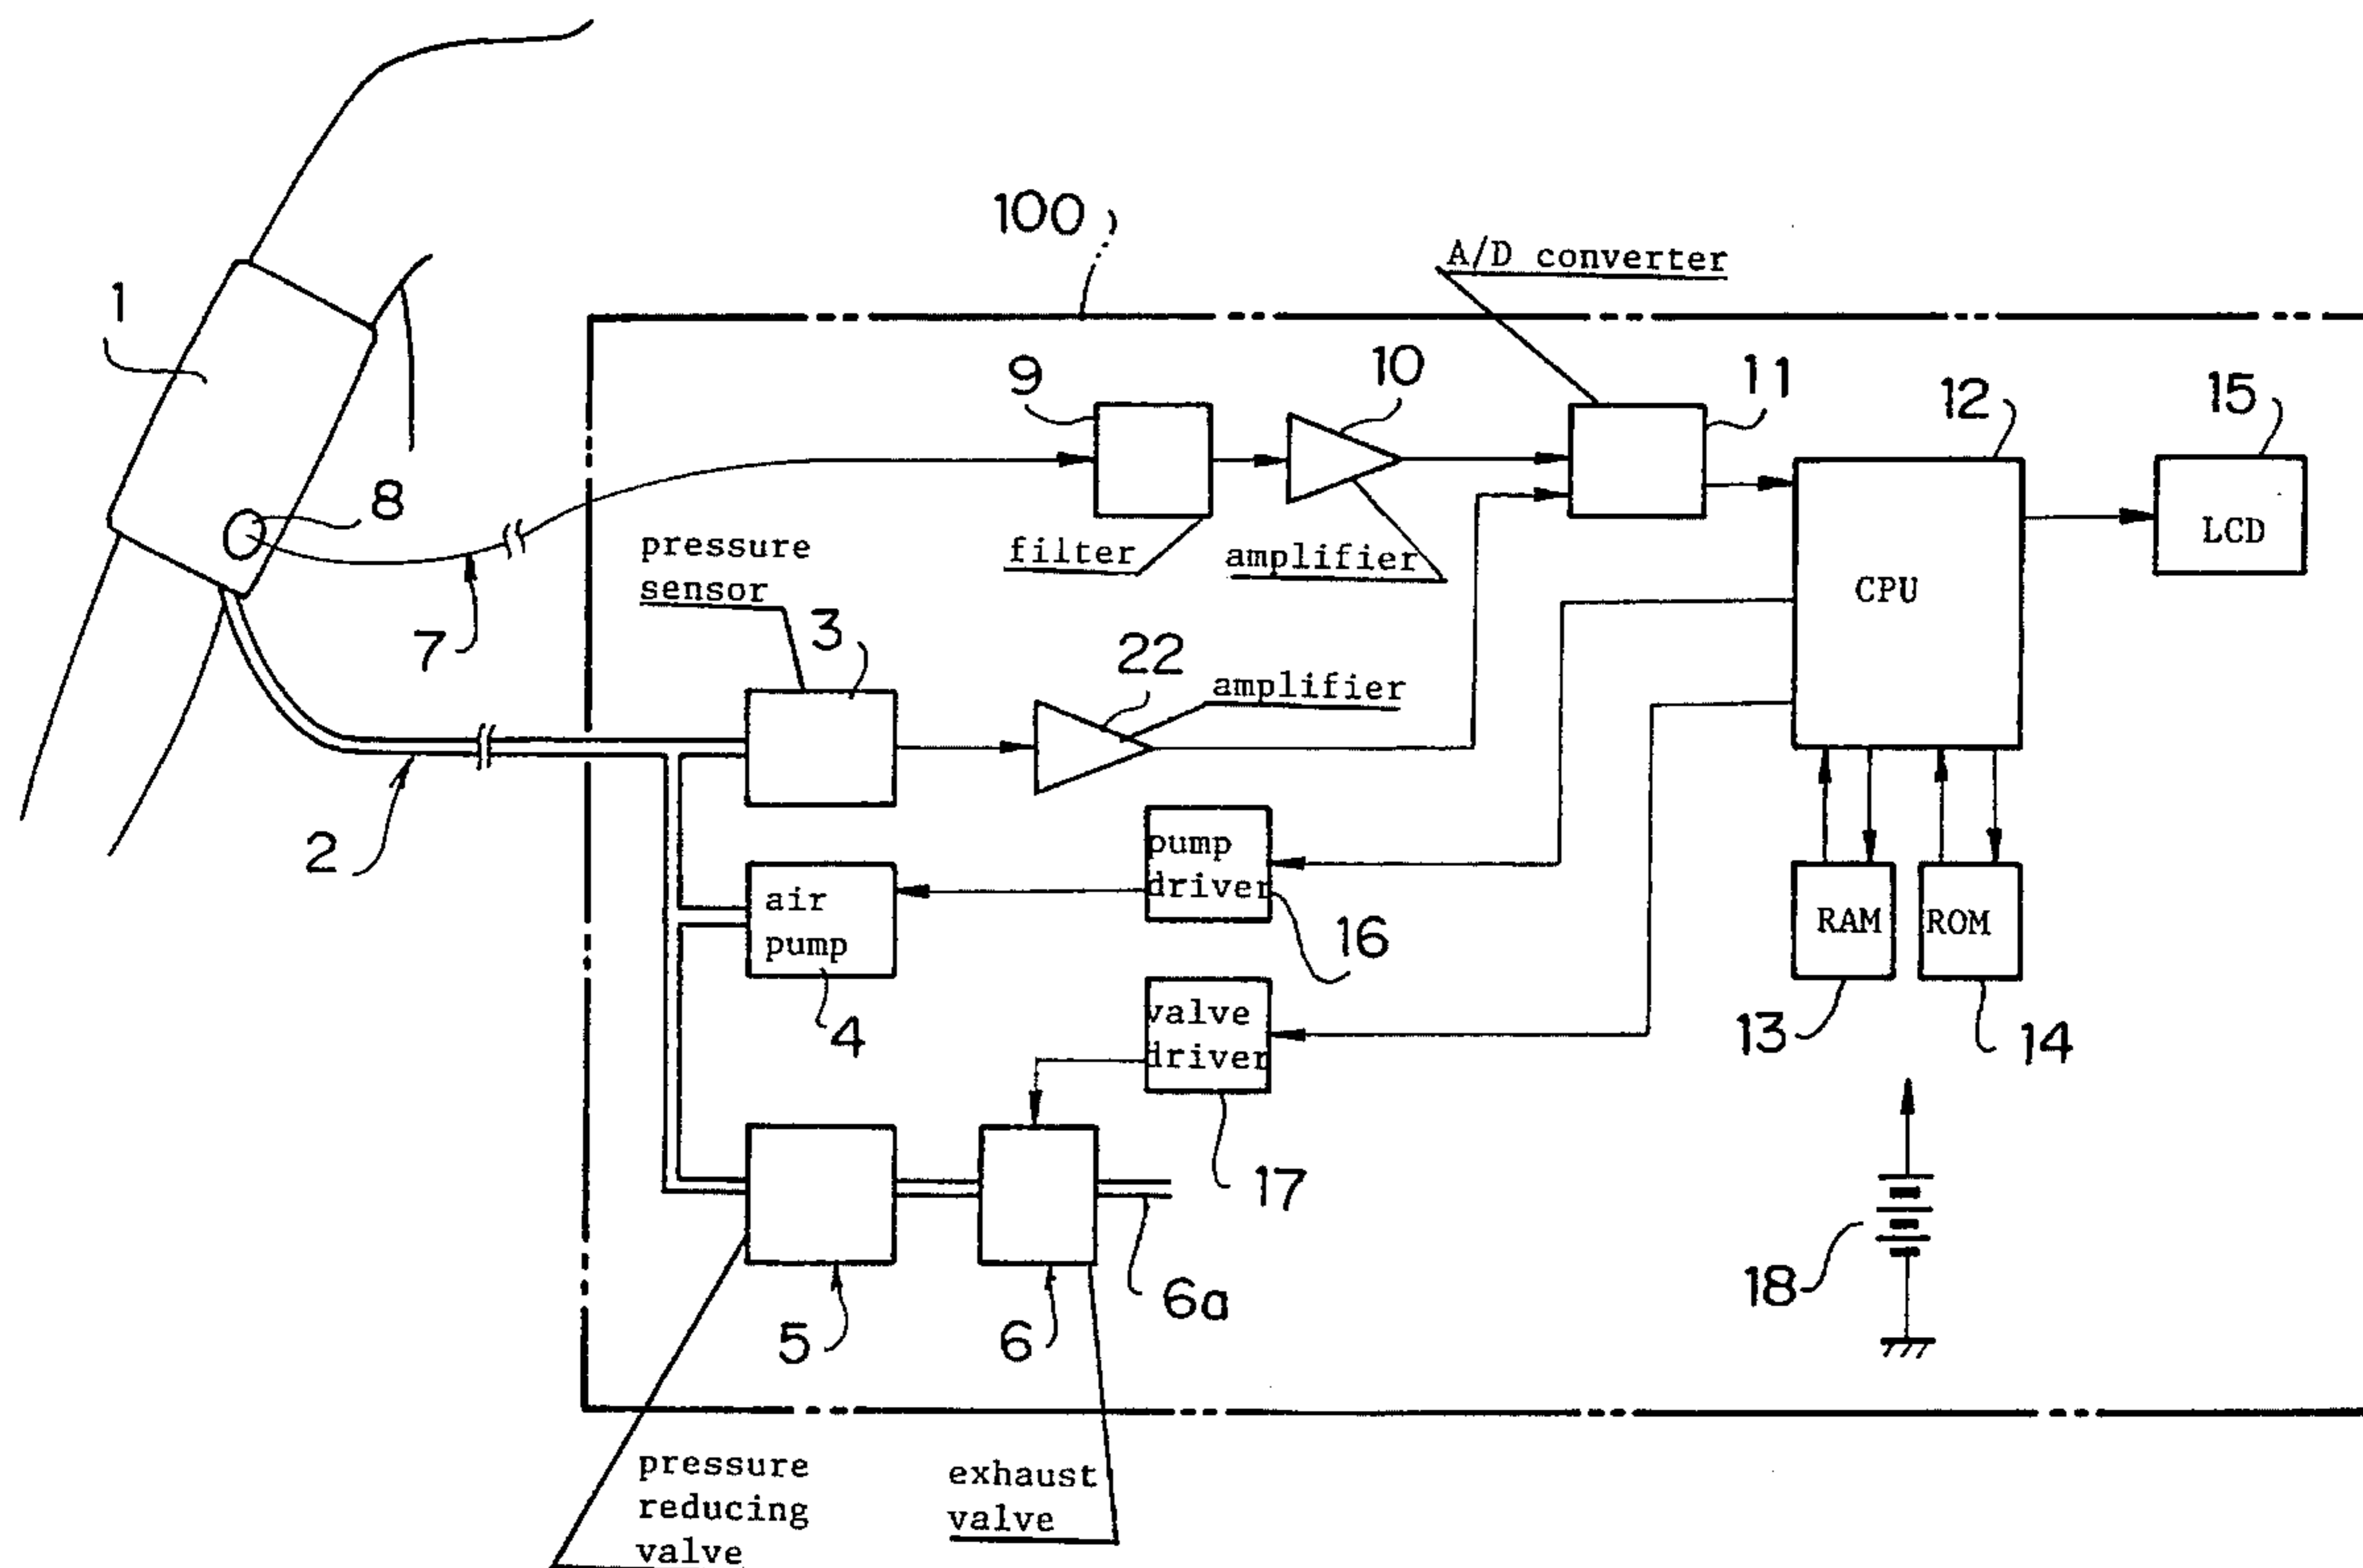 100
A/D converter
1
9
10
11
12
15
8
LCD
pressure
sensor
filter
amplifier
CPU
7
3
22
amplifier
2
pump
driver
air
pump
16
RAM
ROM
4
valve
driver
13
14
17
18
5
6
6a
pressure
reducing
valve
exhaust
valve